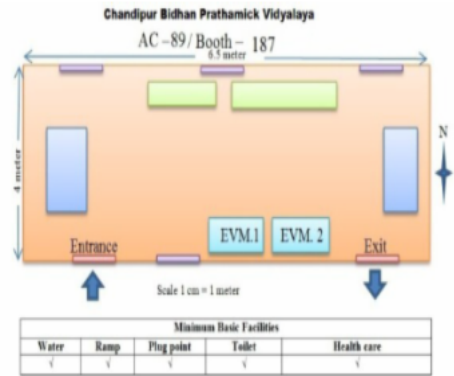 Chandipur Bidhan Prathamick Vidyalaya
AC -89/ Booth - 187
6.5 meter
4 meter
N
EVM.1 EVM. 2
Entrance Exit
Scale 1 cm = 1 meter
Minimum Basic Facilities
Water Ramp Plug point Toilet Health care
√ √ √ √ √